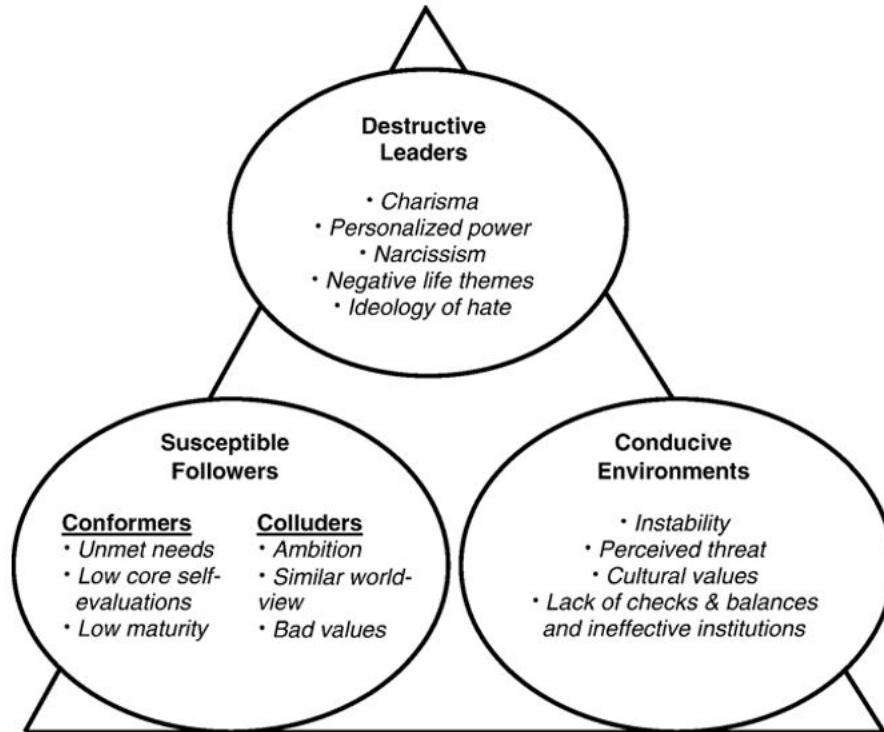 Destructive
Leaders
• Charisma
• Personalized power
• Narcissism
• Negative life themes
• Ideology of hate
Susceptible
Followers
Conformers
• Unmet needs
• Low core self-
evaluations
• Low maturity
Colluders
• Ambition
• Similar world-
view
• Bad values
Conducive
Environments
• Instability
• Perceived threat
• Cultural values
• Lack of checks & balances
and ineffective institutions